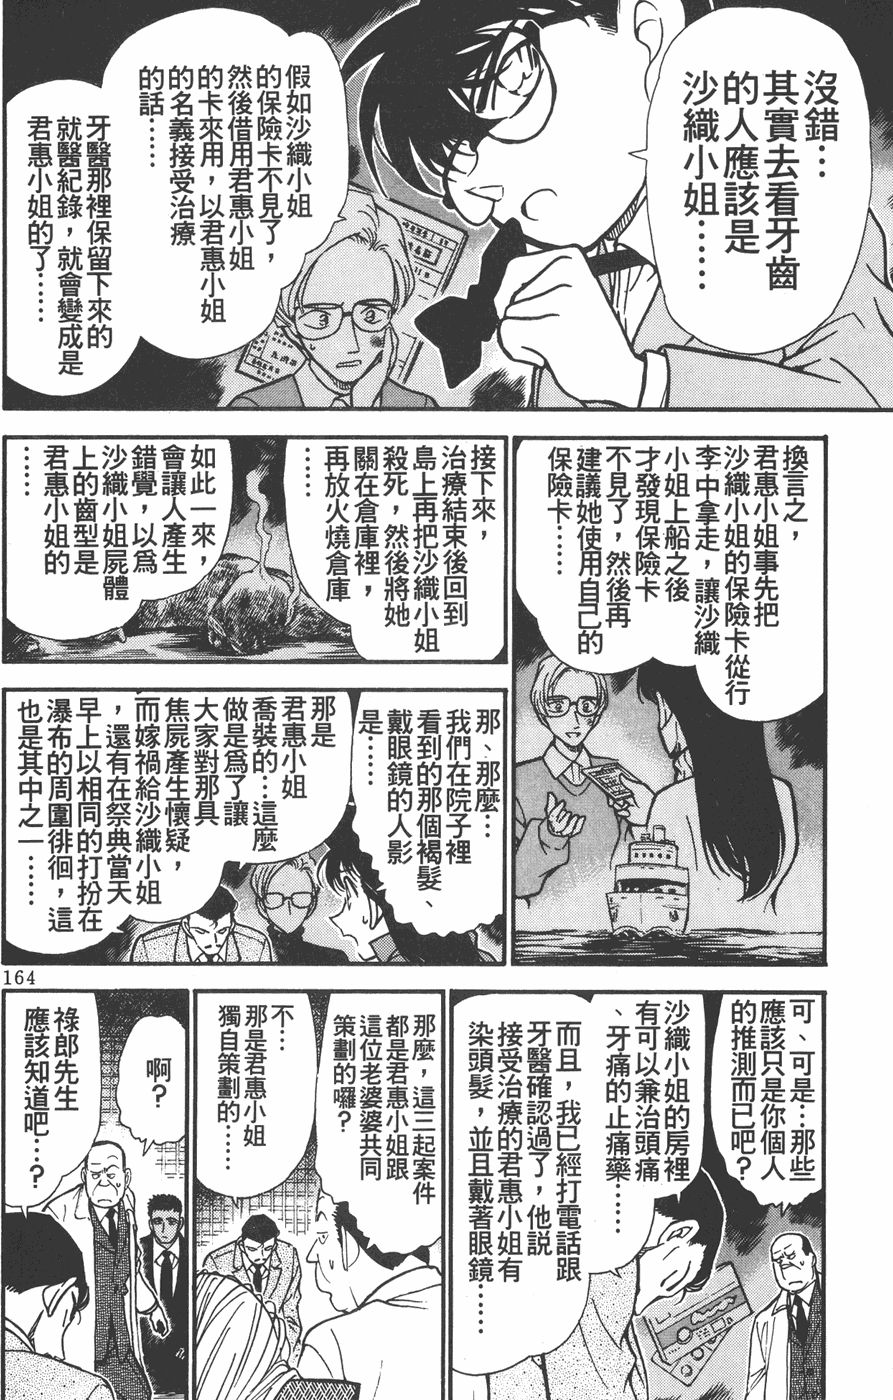 沒錯…
其實去看牙齒
的人應該是
沙織小姐……
假如沙織小姐
的保險卡不見了，
然後借用君惠小姐
的卡來用，以君惠小姐
的名義接受治療
的話……
牙醫那裡保留下來的
就醫紀錄，就會變成是
君惠小姐的了……
換言之，
君惠小姐事先把
沙織小姐的保險卡從行
李中拿走，讓沙織
小姐上船之後
才發現保險卡
不見了，然後再
建議她使用自己的
保險卡……
接下來，
治療結束後回到
島上再把沙織小姐
殺死，然後將她
關在倉庫裡，
再放火燒倉庫
……
如此一來，
會讓人產生
錯覺，以為
沙織小姐屍體
上的齒型是
君惠小姐的
……
那、那麼…
我們在院子裡
看到的那個褐髮、
戴眼鏡的人影
是……
那是
君惠小姐
喬裝的…這麼
做是為了讓
大家對那具
焦屍產生懷疑，
而嫁禍給沙織小姐
，還有在祭典當天
早上以相同的打扮在
瀑布的周圍徘徊，這
也是其中之一……
164
可、可是…那些
應該只是你個人
的推測而已吧？
沙織小姐的房裡
有可以兼治頭痛
、牙痛的止痛藥……
而且，我已經打電話跟
牙醫確認過了，他說
接受治療的君惠小姐有
染頭髮，並且戴著眼鏡……
那麼，這三起案件
都是君惠小姐跟
這位老婆婆共同
策劃的囉？
不…
那是君惠小姐
獨自策劃的…
啊？
祿郎先生
應該知道吧…？